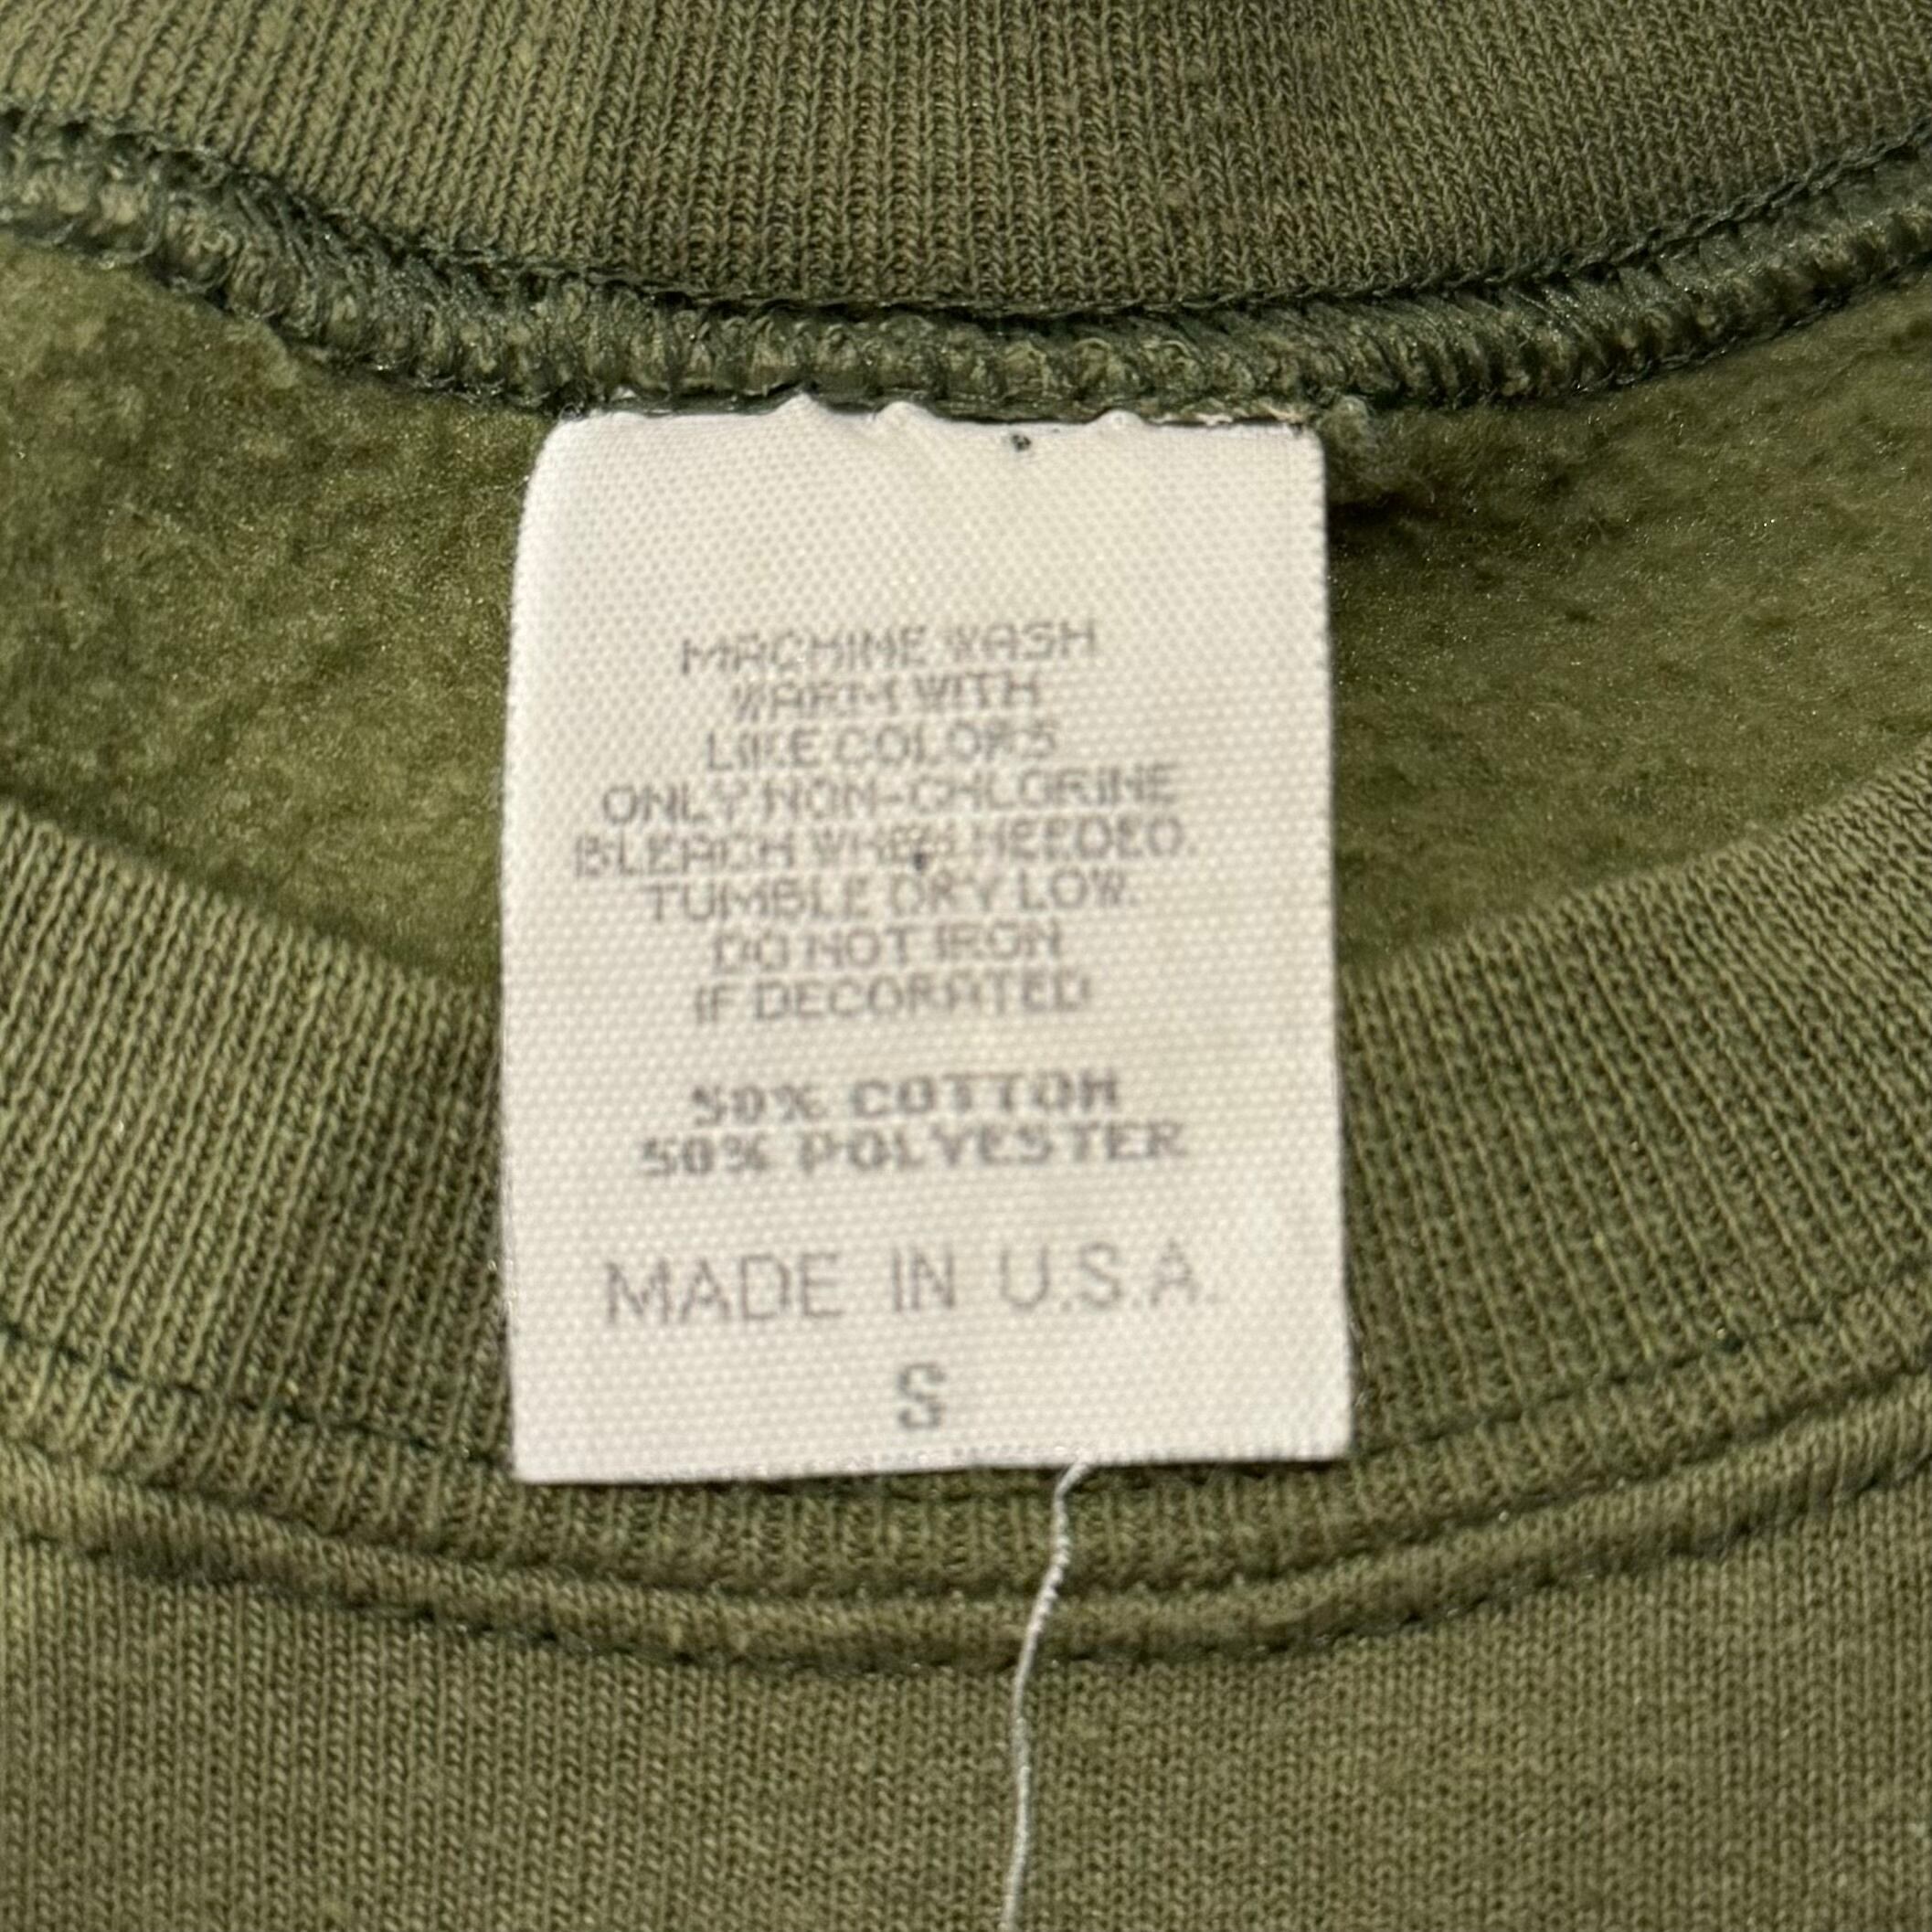 MACHINE WASH
WARM WITH
LIKE COLORS
ONLY NON-CHLORINE
BLEACH WHEN NEEDED.
TUMBLE DRY LOW.
DO NOT IRON
IF DECORATED
50% COTTON
50% POLYESTER
MADE IN U.S.A.
S